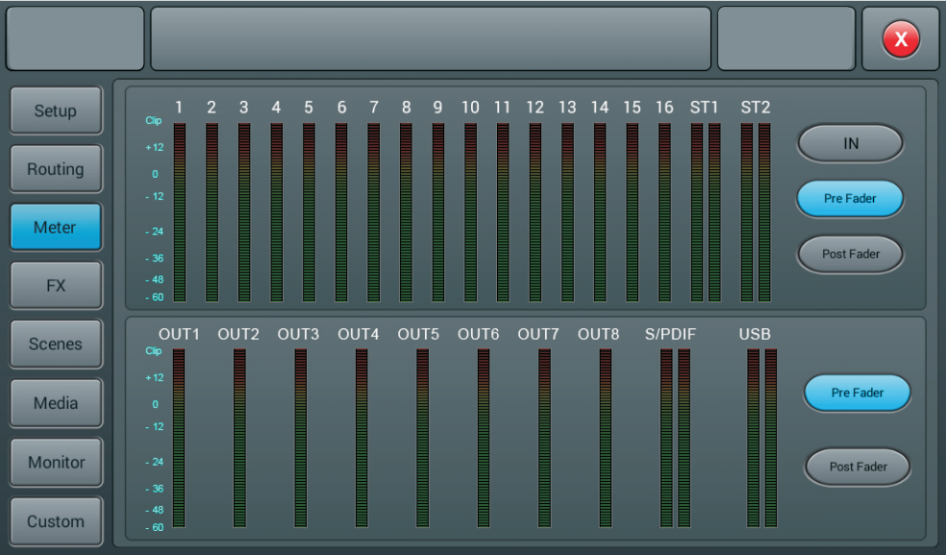 X
Setup
Routing
Meter
FX
Scenes
Media
Monitor
Custom
1 2 3 4 5 6 7 8 9 10 11 12 13 14 15 16 ST1 ST2
Clip
+12
0
- 12
- 24
- 36
- 48
- 60
IN
Pre Fader
Post Fader
OUT1 OUT2 OUT3 OUT4 OUT5 OUT6 OUT7 OUT8 S/PDIF USB
Clip
+12
0
- 12
- 24
- 36
- 48
- 60
Pre Fader
Post Fader